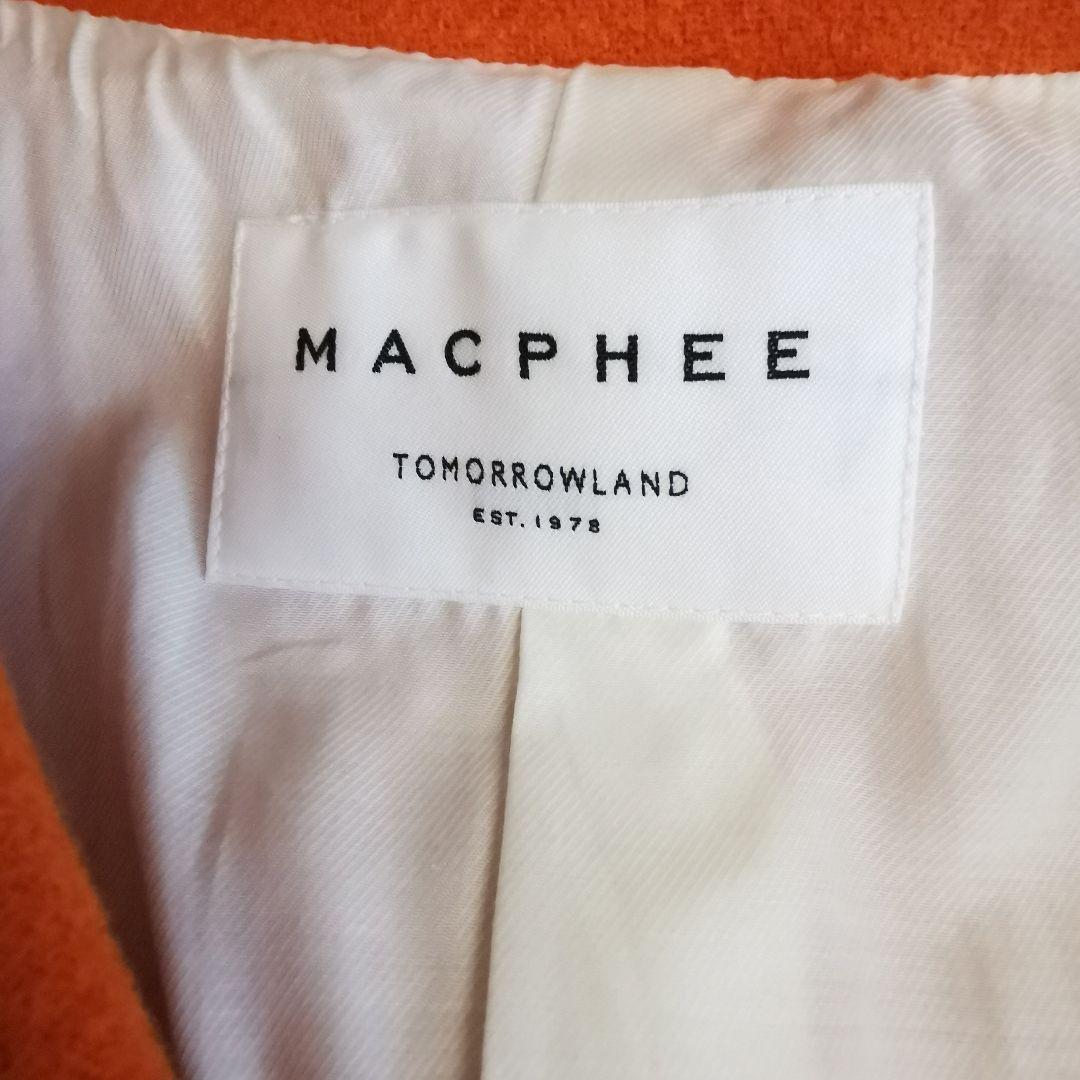 MACPHEE
TOMORROWLAND
EST. 1978